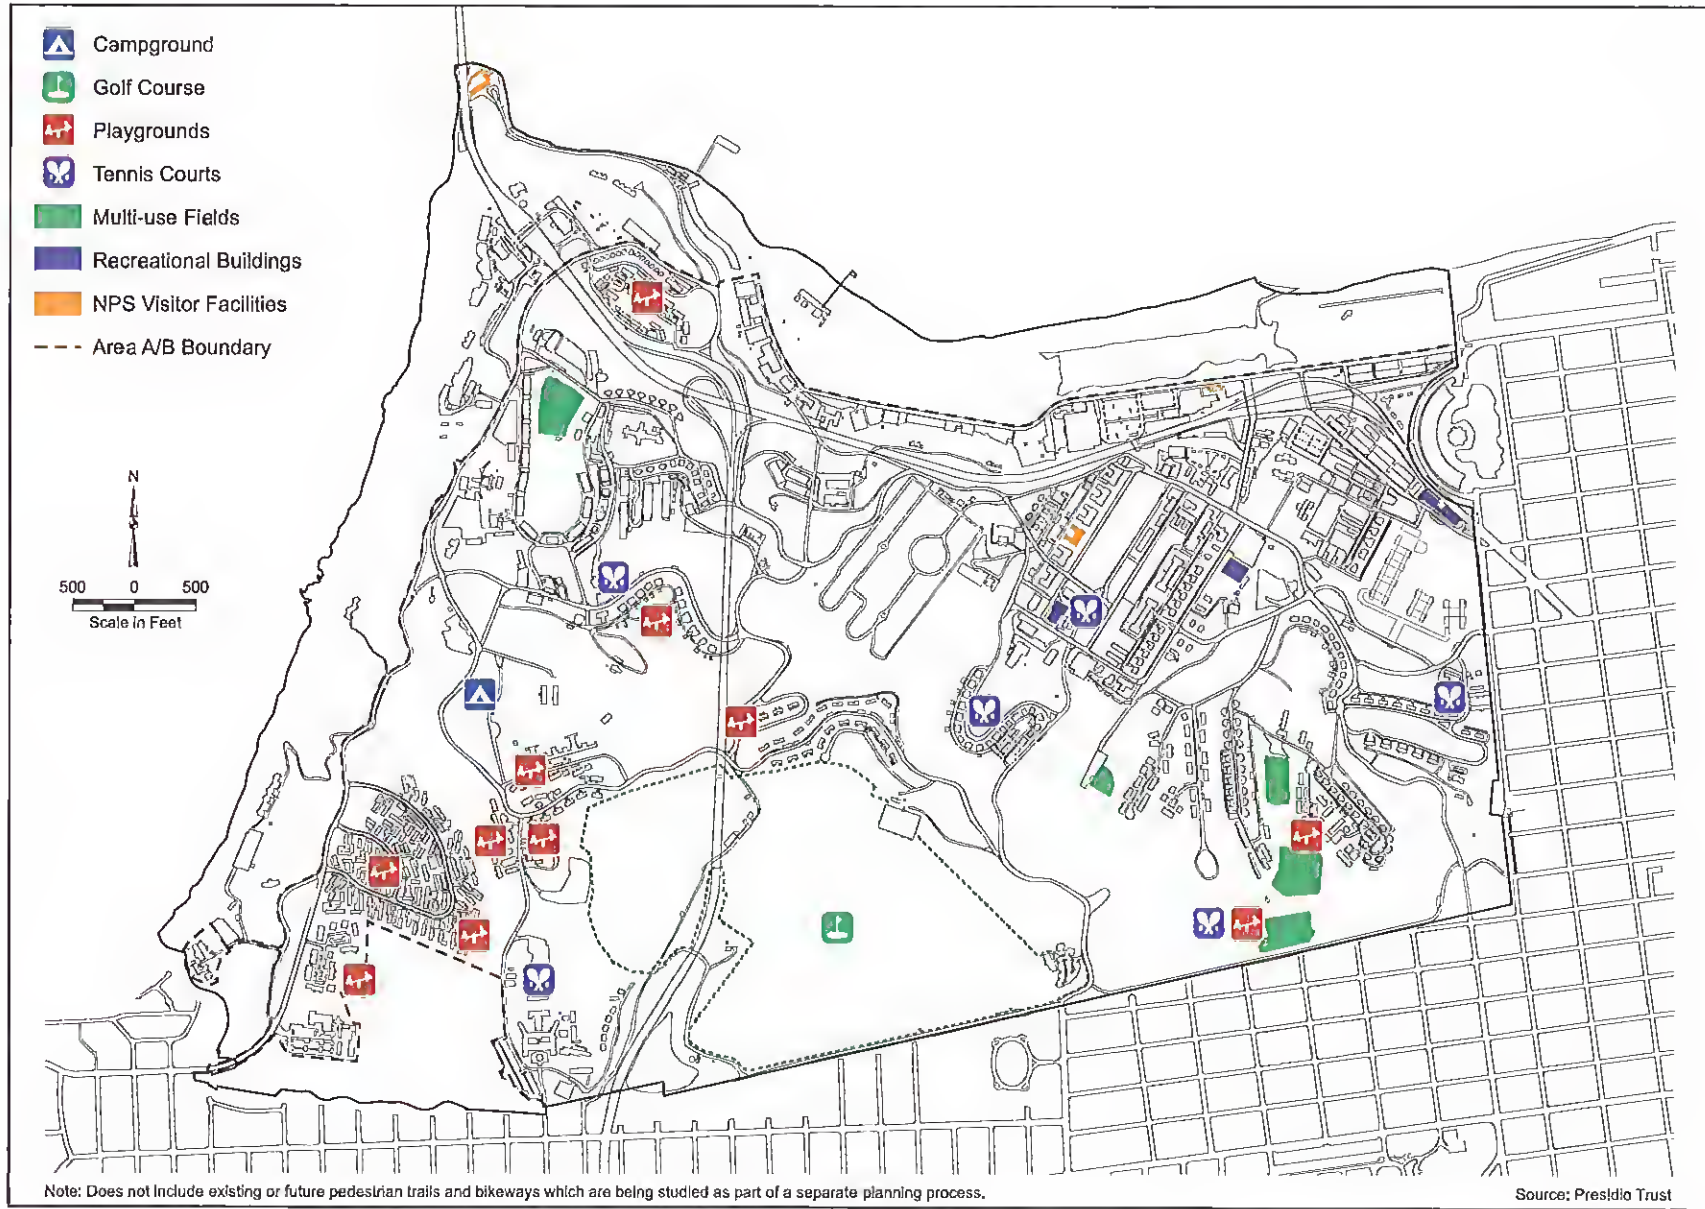 Campground
Golf Course
Playgrounds
Tennis Courts
Multi-use Fields
Recreational Buildings
NPS Visitor Facilities
Area A/B Boundary
N
500 0 500
Scale in Feet
Note: Does not include existing or future pedestrian trails and bikeways which are being studied as part of a separate planning process.
Source: Presidio Trust